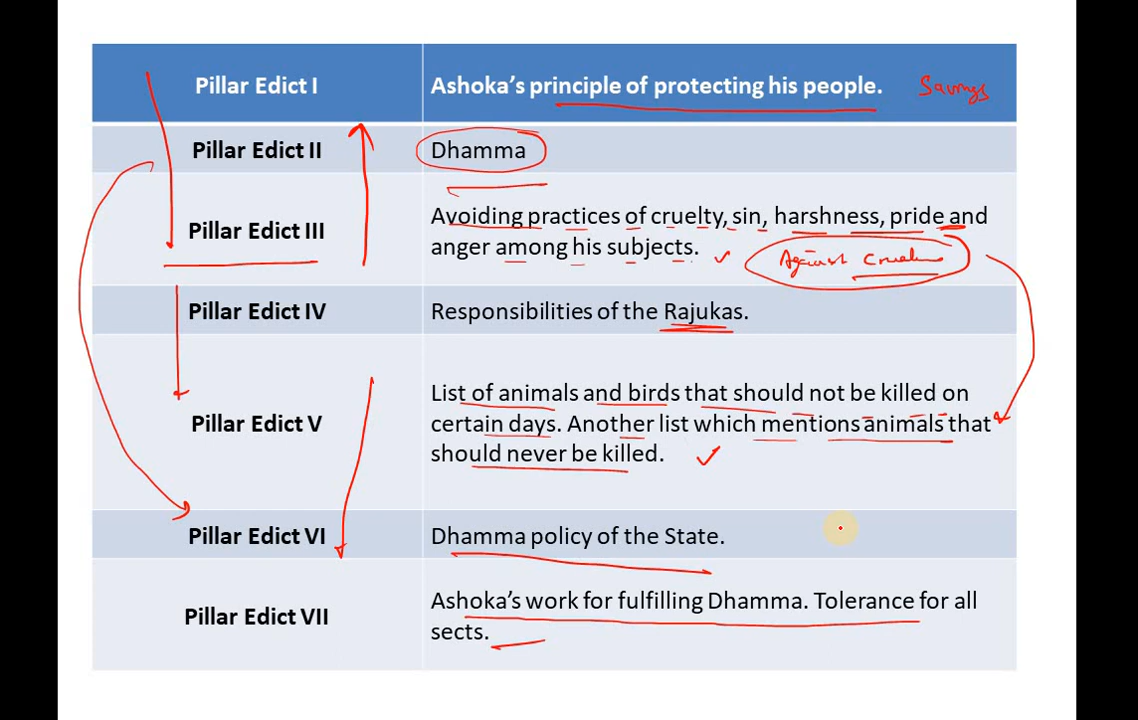 Pillar Edict I
Ashoka's principle of protecting his people.
Savings
Pillar Edict II
Dhamma
Pillar Edict III
Avoiding practices of cruelty, sin, harshness, pride and
anger among his subjects.
Against
Pillar Edict IV
Responsibilities of the Rajukas.
Pillar Edict V
List of animals and birds that should not be killed on
certain days. Another list which mentions animals that
should never be killed.
Pillar Edict VI
Dhamma policy of the State.
Pillar Edict VII
Ashoka's work for fulfilling Dhamma. Tolerance for all
sects.